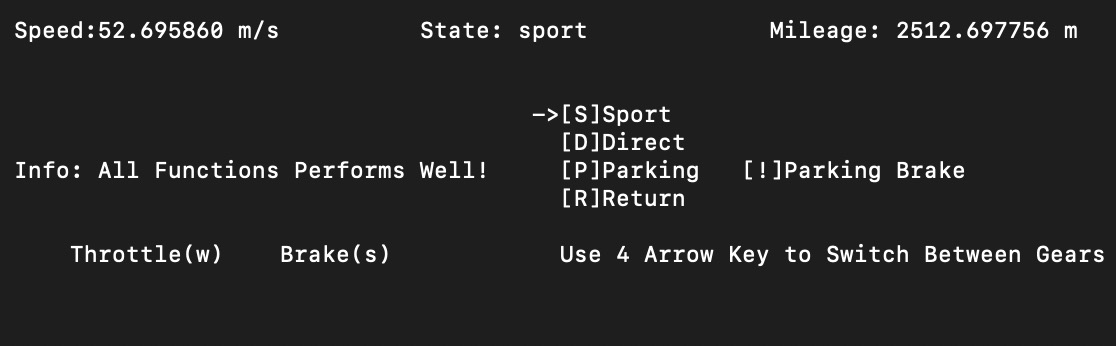 Speed:52.695860 m/s State: sport Mileage: 2512.697756 m
->[S]Sport
[D]Direct
Info: All Functions Performs Well! [P]Parking [!]Parking Brake
[R]Return
Throttle(w) Brake(s) Use 4 Arrow Key to Switch Between Gears